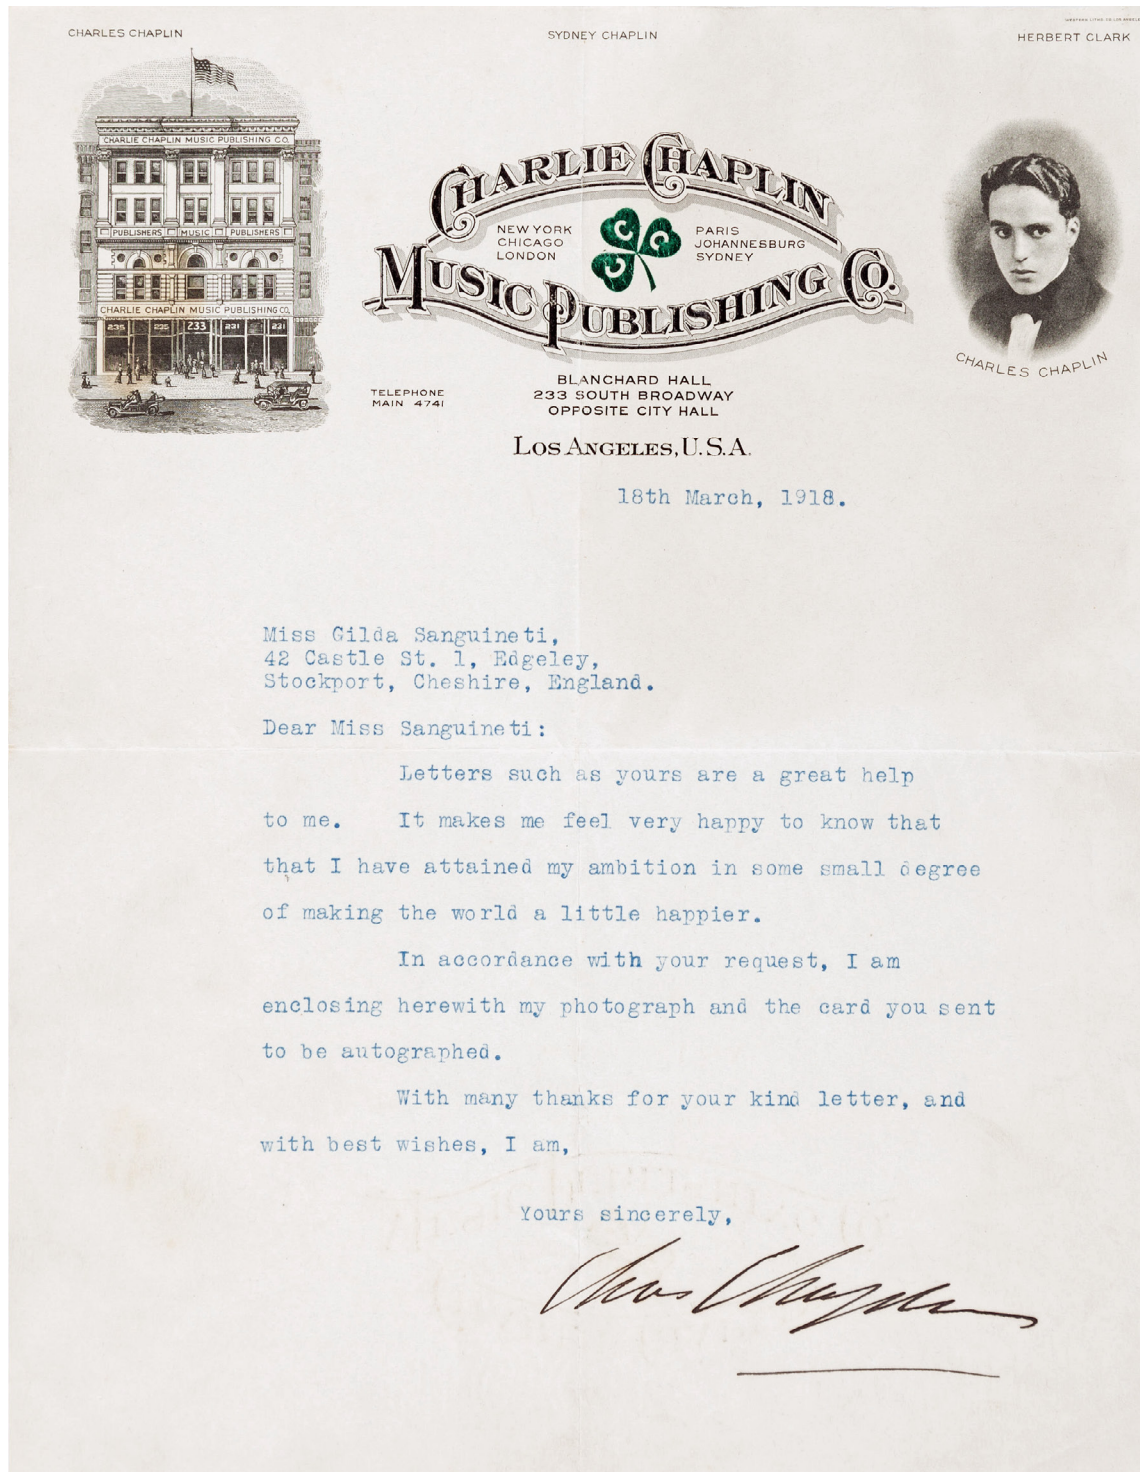 CHARLES CHAPLIN
SYDNEY CHAPLIN
HERBERT CLARK
CHARLIE CHAPLIN MUSIC PUBLISHING CO.
PUBLISHERS MUSIC PUBLISHERS
CHARLIE CHAPLIN MUSIC PUBLISHING CO.
235 233 231 221
CHARLIE CHAPLIN
NEW YORK
CHICAGO
LONDON
C C C
PARIS
JOHANNESBURG
SYDNEY
MUSIC PUBLISHING CO.
CHARLES CHAPLIN
TELEPHONE
MAIN 4741
BLANCHARD HALL
233 SOUTH BROADWAY
OPPOSITE CITY HALL
LOS ANGELES, U.S.A.
18th March, 1918.
Miss Gilda Sanguineti,
42 Castle St. 1, Edgeley,
Stockport, Cheshire, England.
Dear Miss Sanguineti:
Letters such as yours are a great help
to me. It makes me feel very happy to know that
that I have attained my ambition in some small degree
of making the world a little happier.
In accordance with your request, I am
enclosing herewith my photograph and the card you sent
to be autographed.
With many thanks for your kind letter, and
with best wishes, I am,
Yours sincerely,
Chas Chaplin